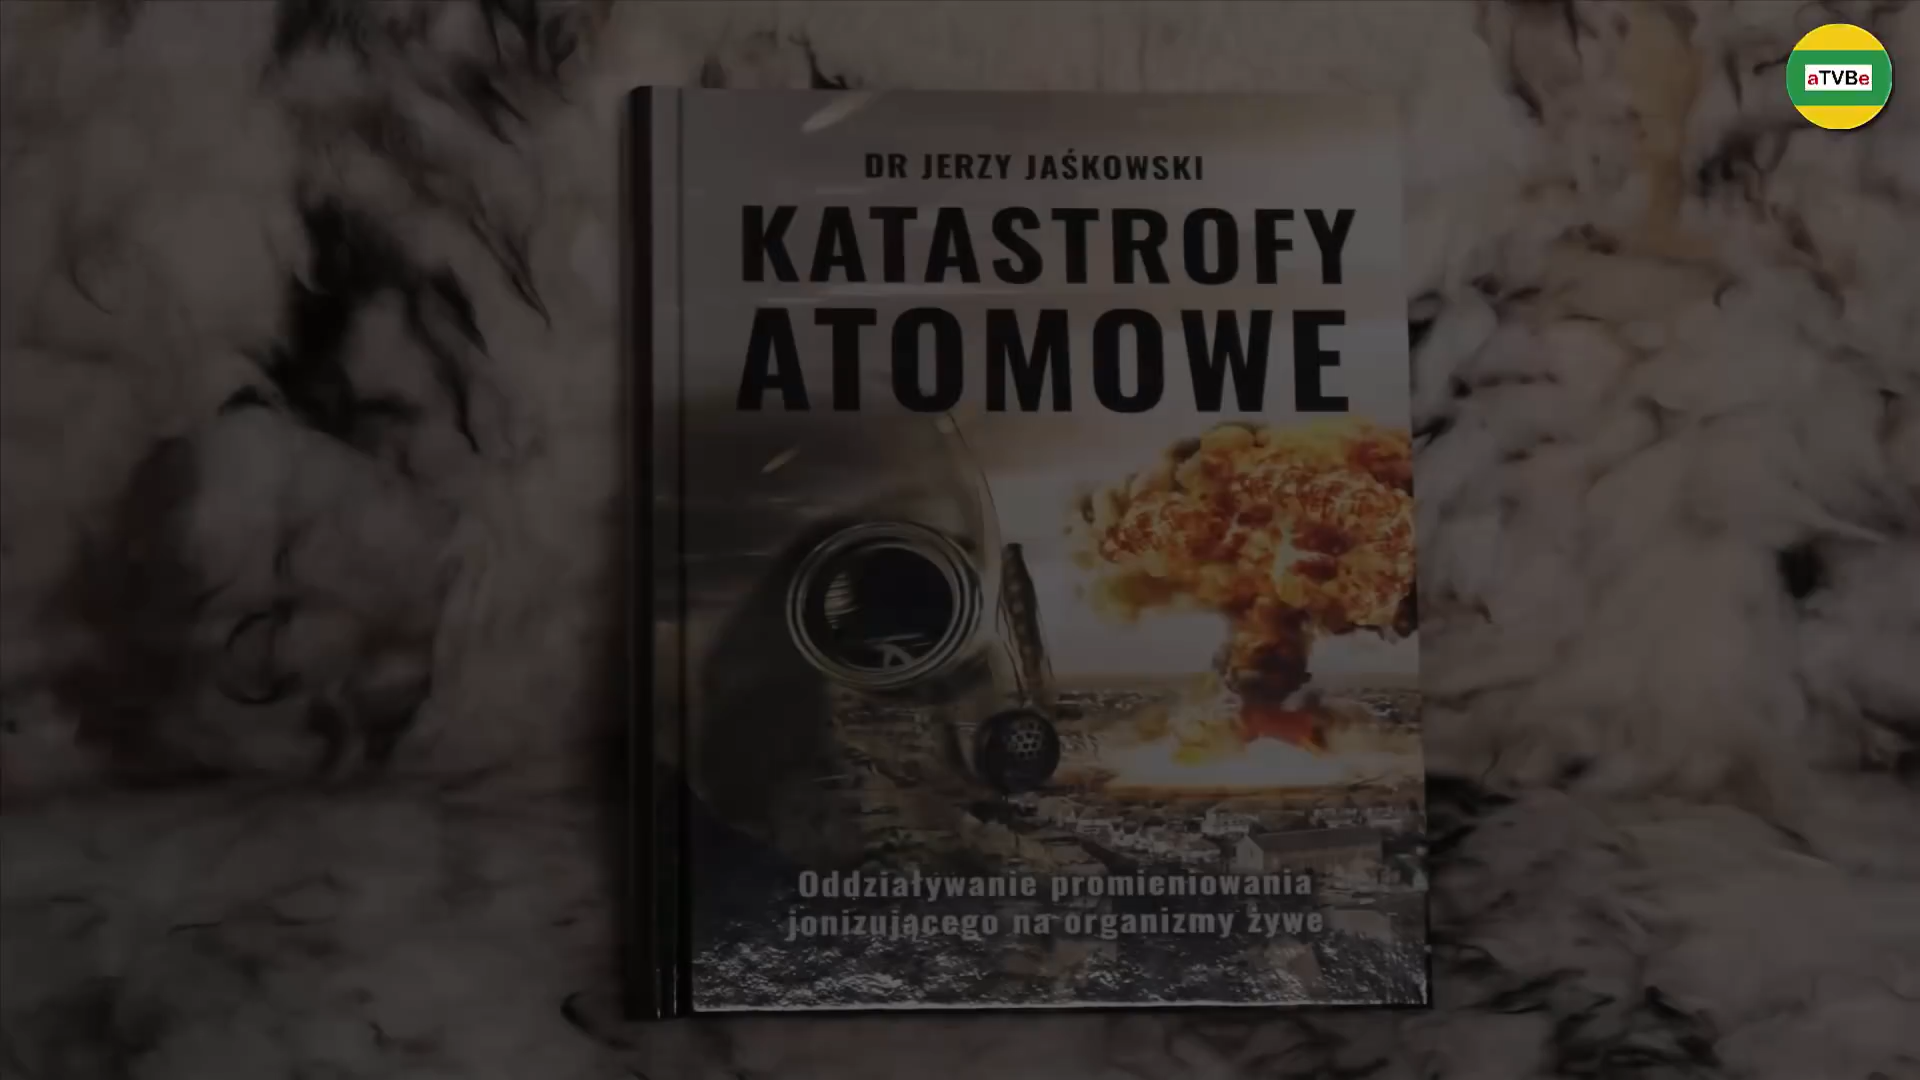 aTVBe
DR JERZY JAŚKOWSKI
KATASTROFY
ATOMOWE
Oddziaływanie promieniowania
jonizującego na organizmy żywe